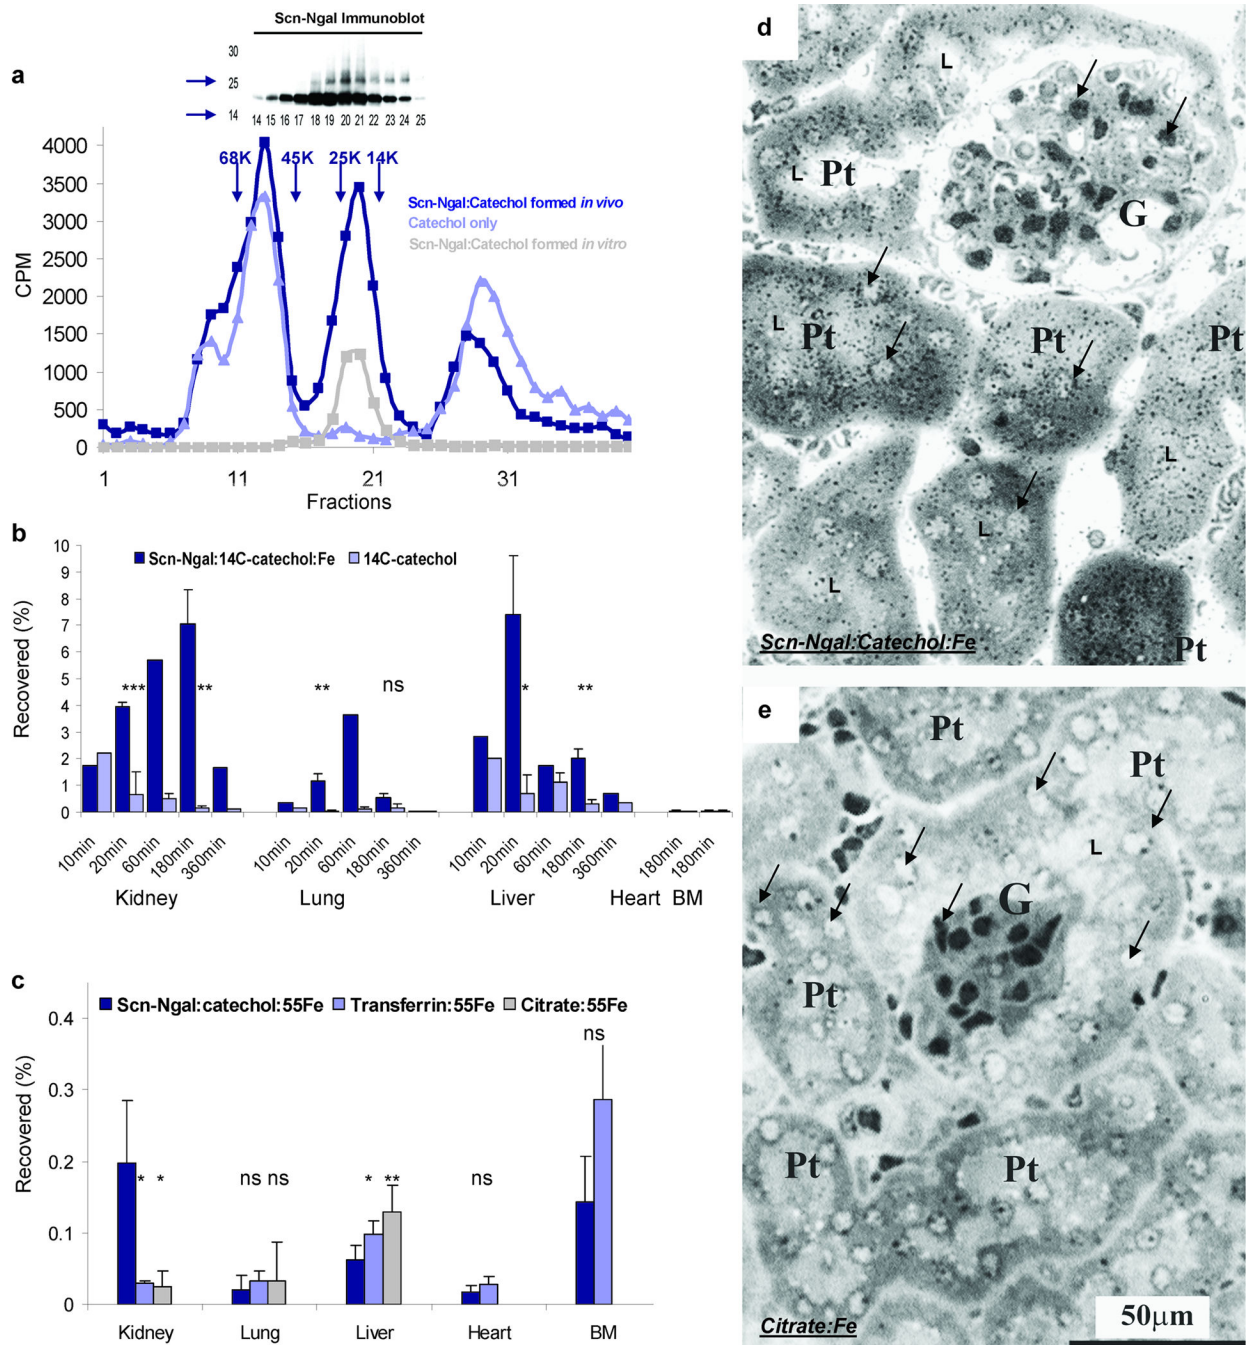 Scn-Ngal Immunoblot
a
30
25
14
14 15 16 17 18 19 20 21 22 23 24 25
4000
3500
3000
2500
2000
1500
1000
500
0
CPM
68K 45K 25K 14K
Scn-Ngal:Catechol formed in vivo
Catechol only
Scn-Ngal:Catechol formed in vitro
1 11 21 31
Fractions
b
10
9
8
7
6
5
4
3
2
1
0
Recovered (%)
Scn-Ngal:14C-catechol:Fe 14C-catechol
*** ** ** ns * **
10min 20min 60min 180min 360min 10min 20min 60min 180min 360min 10min 20min 60min 180min 360min 180min 180min
Kidney Lung Liver Heart BM
c
Scn-Ngal:catechol:55Fe Transferrin:55Fe Citrate:55Fe
0.4
0.3
0.2
0.1
0
Recovered (%)
* * ns ns * ** ns ns
Kidney Lung Liver Heart BM
d
L
L Pt
G
L Pt Pt Pt
L
L
L
Scn-Ngal:Catechol:Fe
Pt
e
Pt
Pt
L
G
Pt
Pt Pt
Citrate:Fe
50μm